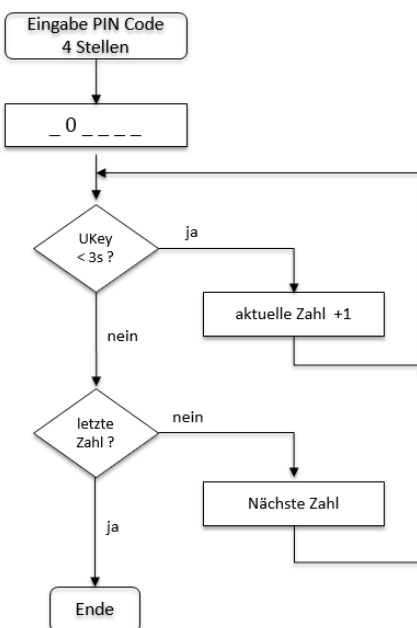 Eingabe PIN Code
4 Stellen
_ 0 _ _ _ _
UKey
< 3s ?
ja
aktuelle Zahl +1
nein
letzte
Zahl ?
nein
Nächste Zahl
ja
Ende